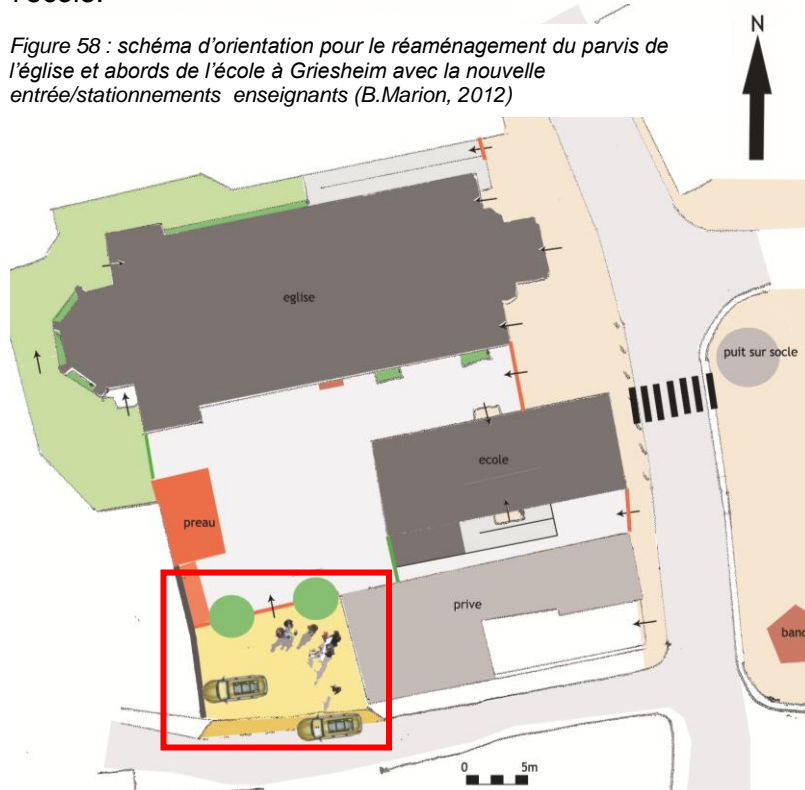 l'école.
Figure 58 : schéma d'orientation pour le réaménagement du parvis de
l'église et abords de l'école à Griesheim avec la nouvelle
entrée/stationnements enseignants (B.Marion, 2012)
N
eglise
puit sur socle
ecole
preau
prive
banc
0 5m